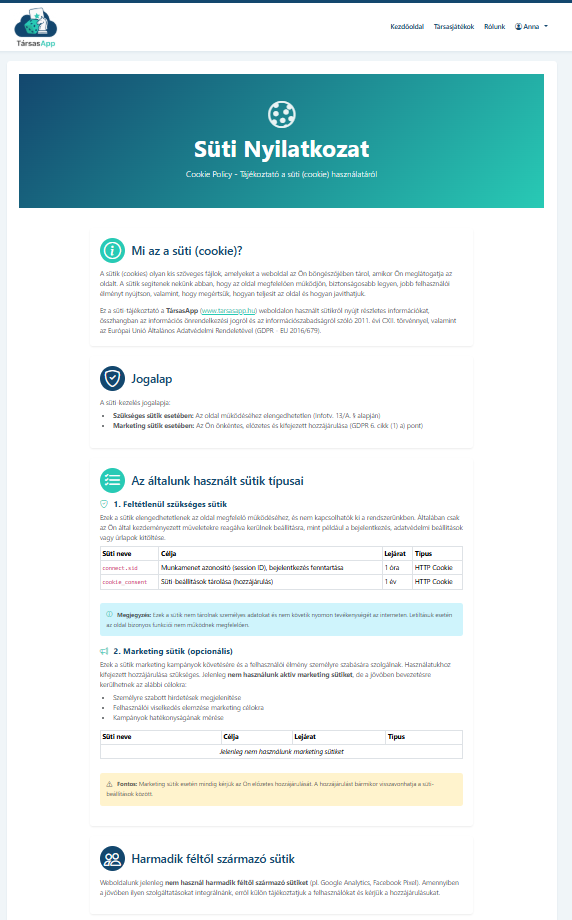 TársasApp
Kezdőoldal Társasjátékok Rólunk Anna
Süti Nyilatkozat
Cookie Policy - Tájékoztató a süti (cookie) használatáról
Mi az a süti (cookie)?
A sütik (cookies) olyan kis szöveges fájlok, amelyeket a weboldal az Ön böngészőjében tárol, amikor Ön meglátogatja az
oldalt. A sütik segítenek nekünk abban, hogy az oldal megfelelően működjön, biztonságosabb legyen, jobb felhasználói
élményt nyújtson, valamint, hogy megértsük, hogyan teljesít az oldal és hogyan javíthatjuk.
Ez a süti tájékoztató a TársasApp (www.tarsasapp.hu) weboldalon használt sütikről nyújt részletes információkat,
összhangban az információs önrendelkezési jogról és az információszabadságról szóló 2011. évi CXII. törvénnyel, valamint
az Európai Unió Általános Adatvédelmi Rendeletével (GDPR - EU 2016/679).
Jogalap
A süti kezelés jogalapja:
• Szükséges sütik esetében: Az oldal működéséhez elengedhetetlen (Infotv. 13/A. § alapján)
• Marketing sütik esetében: Az Ön önkéntes, előzetes és kifejezett hozzájárulása (GDPR 6. cikk (1) a) pont)
Az általunk használt sütik típusai
1. Feltétlenül szükséges sütik
Ezek a sütik elengedhetetlenek az oldal megfelelő működéséhez, és nem kapcsolhatók ki a rendszerünkben. Általában csak
az Ön által kezdeményezett műveletekre reagálva kerülnek beállításra, mint például a bejelentkezés, adatvédelmi beállítások
vagy űrlapok kitöltése.
Süti neve Célja Lejárat Típus
connect.sid Munkamenet azonosító (session ID), bejelentkezés fenntartása 1 óra HTTP Cookie
cookie_consent Süti-beállítások tárolása (hozzájárulás) 1 év HTTP Cookie
Megjegyzés: Ezek a sütik nem tárolnak személyes adatokat és nem követik nyomon tevékenységét az interneten. Letiltásuk esetén
az oldal bizonyos funkciói nem működnek megfelelően.
2. Marketing sütik (opcionális)
Ezek a sütik marketing kampányok követésére és a felhasználói élmény személyre szabására szolgálnak. Használatukhoz
kifejezett hozzájárulása szükséges. Jelenleg nem használunk aktív marketing sütiket, de a jövőben bevezetésre
kerülhetnek az alábbi célokra:
• Személyre szabott hirdetések megjelenítése
• Felhasználói viselkedés elemzése marketing célokra
• Kampányok hatékonyságának mérése
Süti neve Célja Lejárat Típus
Jelenleg nem használunk marketing sütiket
Fontos: Marketing sütik esetén mindig kérjük az Ön előzetes hozzájárulását. A hozzájárulást bármikor visszavonhatja a süti-
beállítások között.
Harmadik féltől származó sütik
Weboldalunk jelenleg nem használ harmadik féltől származó sütiket (pl. Google Analytics, Facebook Pixel). Amennyiben
a jövőben ilyen szolgáltatásokat integrálnánk, erről külön tájékoztatjuk a felhasználókat és kérjük a hozzájárulásukat.